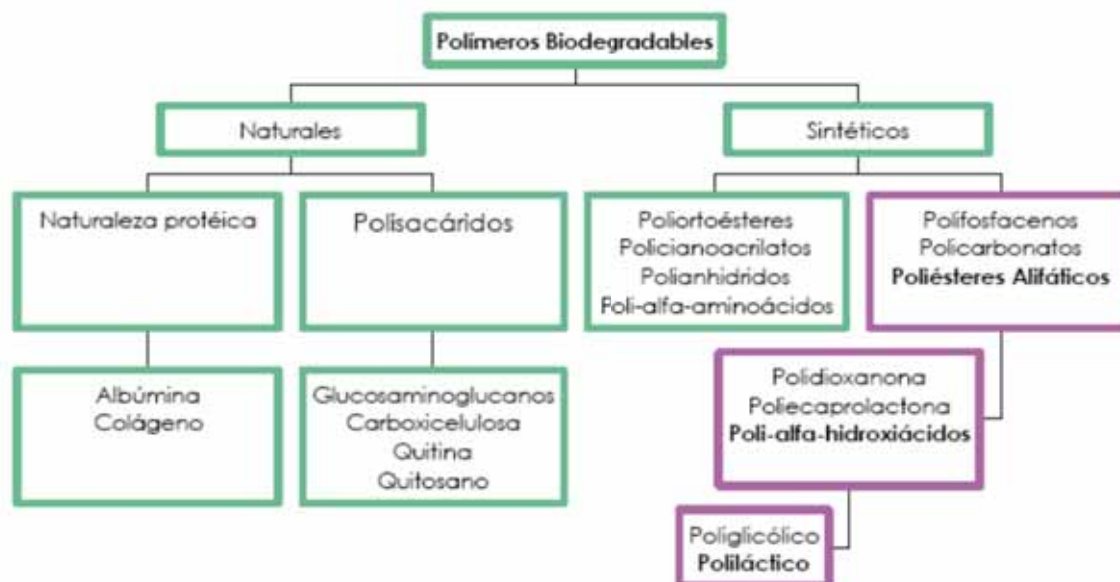 Polímeros Biodegradables
Naturales
Sintéticos
Naturaleza protéica
Polisacáridos
Poliortoésteres
Policianoacrilatos
Polianhidridos
Poli-alfa-aminoácidos
Polifosfacenos
Policarbonatos
Poliésteres Alifáticos
Albúmina
Colágeno
Glucosaminoglucanos
Carboxicelulosa
Quitina
Quitosano
Polidioxanona
Poliecaprolactona
Poli-alfa-hidroxiácidos
Poliglicólico
Poliláctico